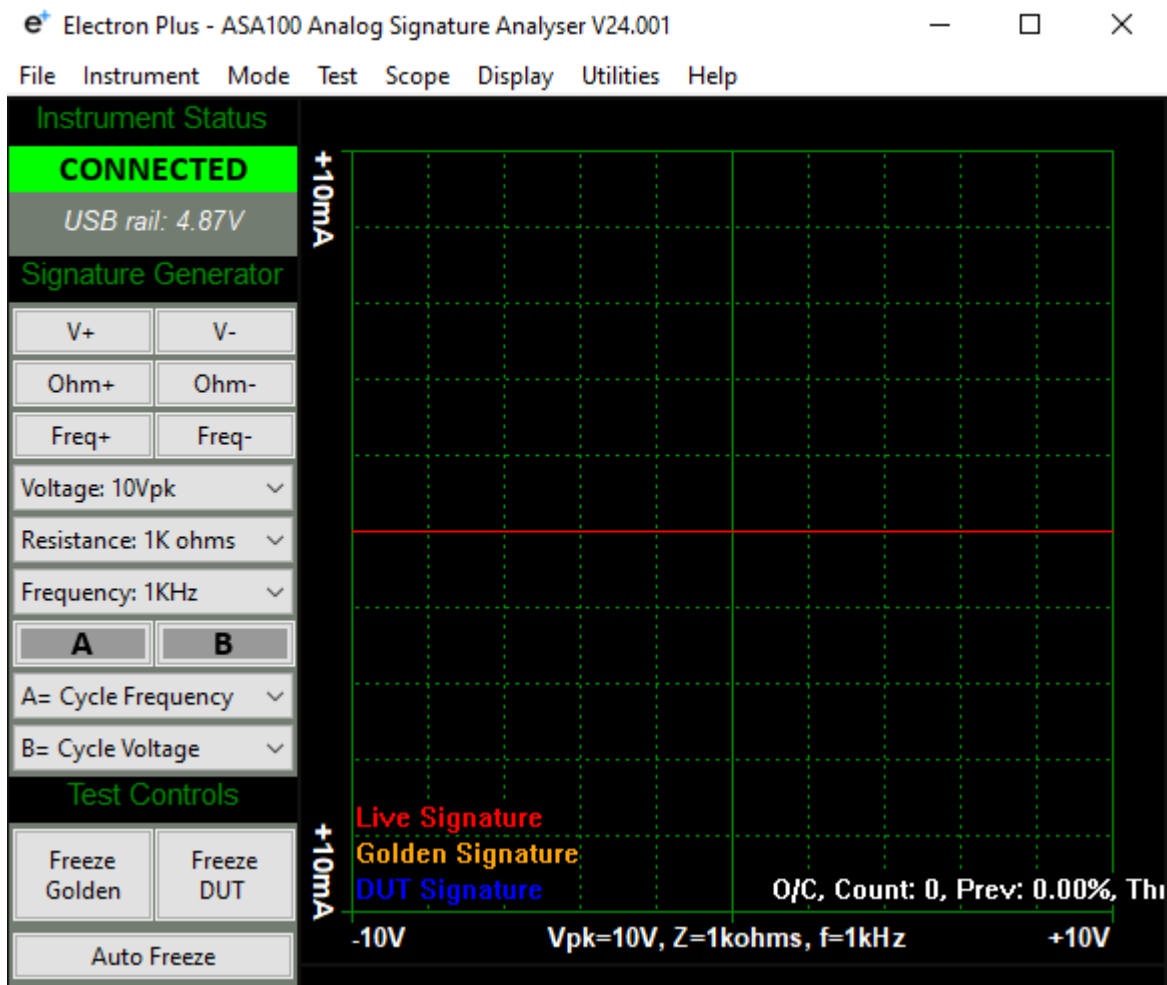 e+ Electron Plus - ASA100 Analog Signature Analyser V24.001
File Instrument Mode Test Scope Display Utilities Help
Instrument Status
CONNECTED
USB rail: 4.87V
Signature Generator
V+ V-
Ohm+ Ohm-
Freq+ Freq-
Voltage: 10Vpk
Resistance: 1K ohms
Frequency: 1KHz
A B
A= Cycle Frequency
B= Cycle Voltage
Test Controls
Freeze Golden
Freeze DUT
Auto Freeze
+10mA
+10mA
Live Signature
Golden Signature
DUT Signature
O/C, Count: 0, Prev: 0.00%,
-10V Vpk=10V, Z=1kohms, f=1kHz +10V